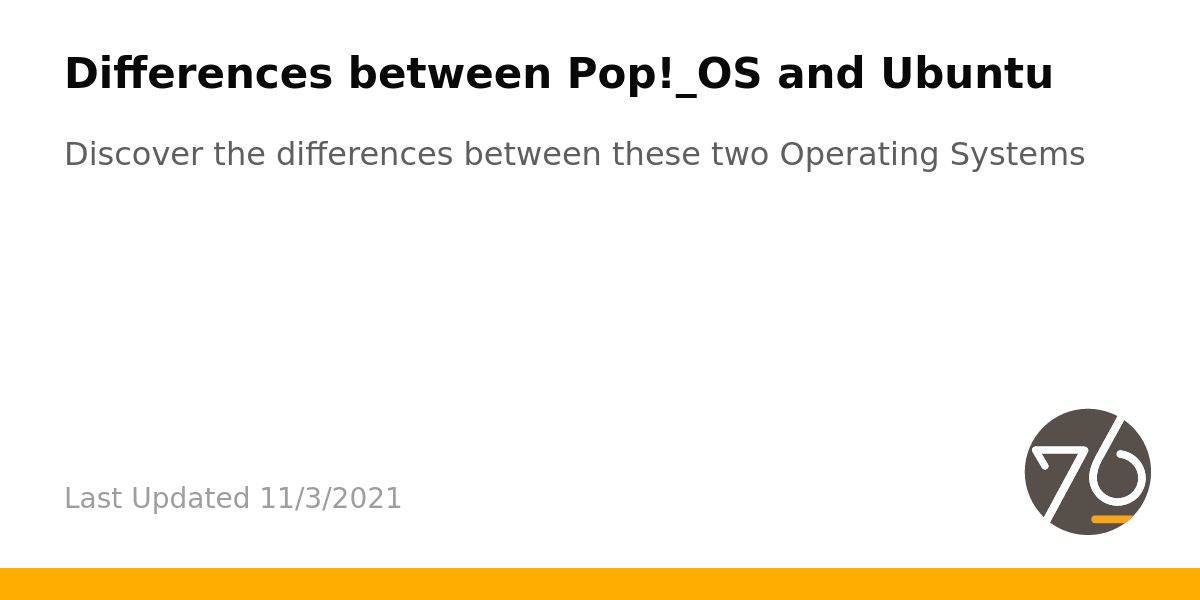 Differences between Pop!_OS and Ubuntu
Discover the differences between these two Operating Systems
Last Updated 11/3/2021
76